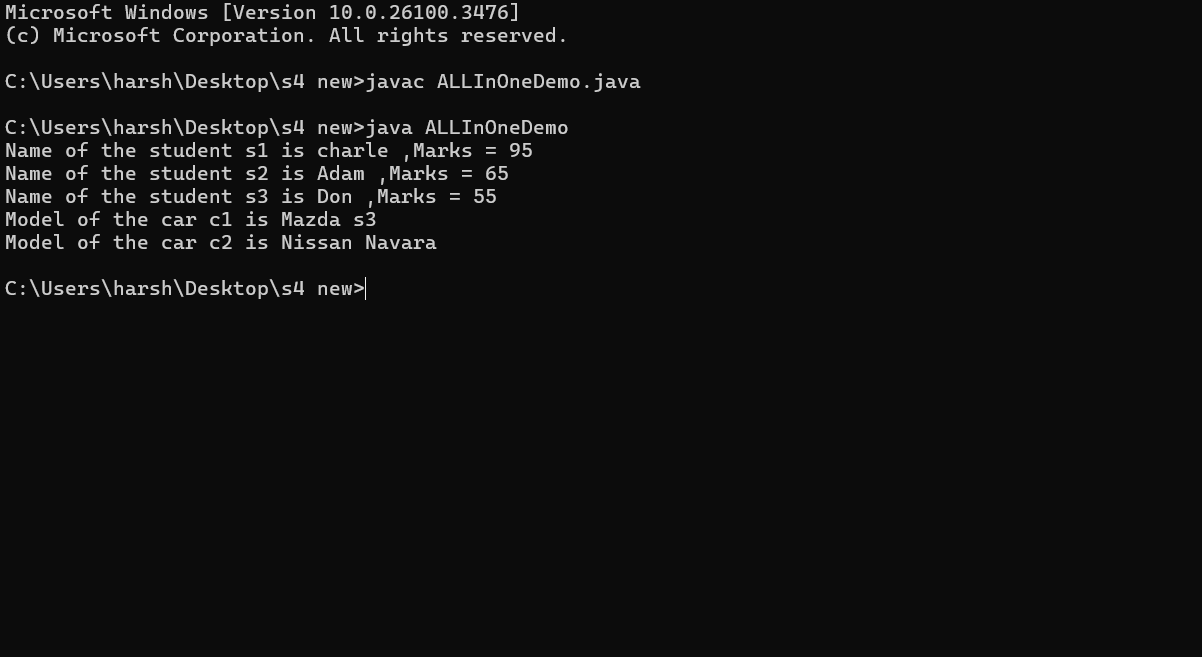 Microsoft Windows [Version 10.0.26100.3476]
(c) Microsoft Corporation. All rights reserved.
C:\Users\harsh\Desktop\s4 new>javac ALLInOneDemo.java
C:\Users\harsh\Desktop\s4 new>java ALLInOneDemo
Name of the student s1 is charle ,Marks = 95
Name of the student s2 is Adam ,Marks = 65
Name of the student s3 is Don ,Marks = 55
Model of the car c1 is Mazda s3
Model of the car c2 is Nissan Navara
C:\Users\harsh\Desktop\s4 new>